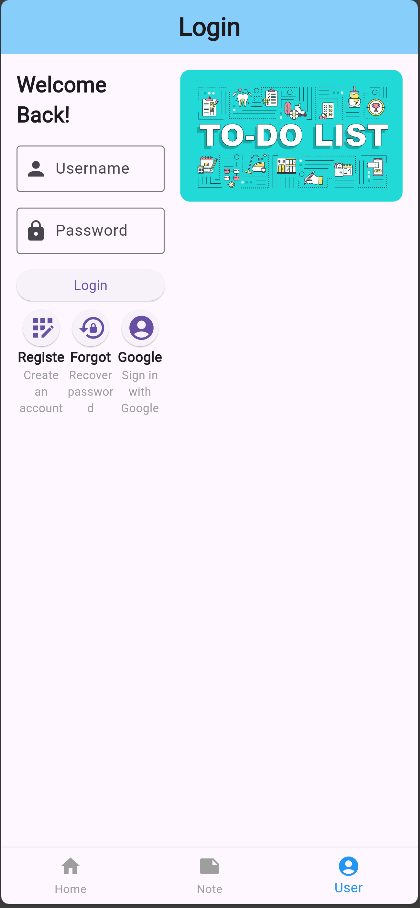 Login
Welcome
Back!
TO-DO LIST
Username
Password
Login
Registe Forgot Google
Create an account
Recover passwor d
Sign in with Google
Home Note User